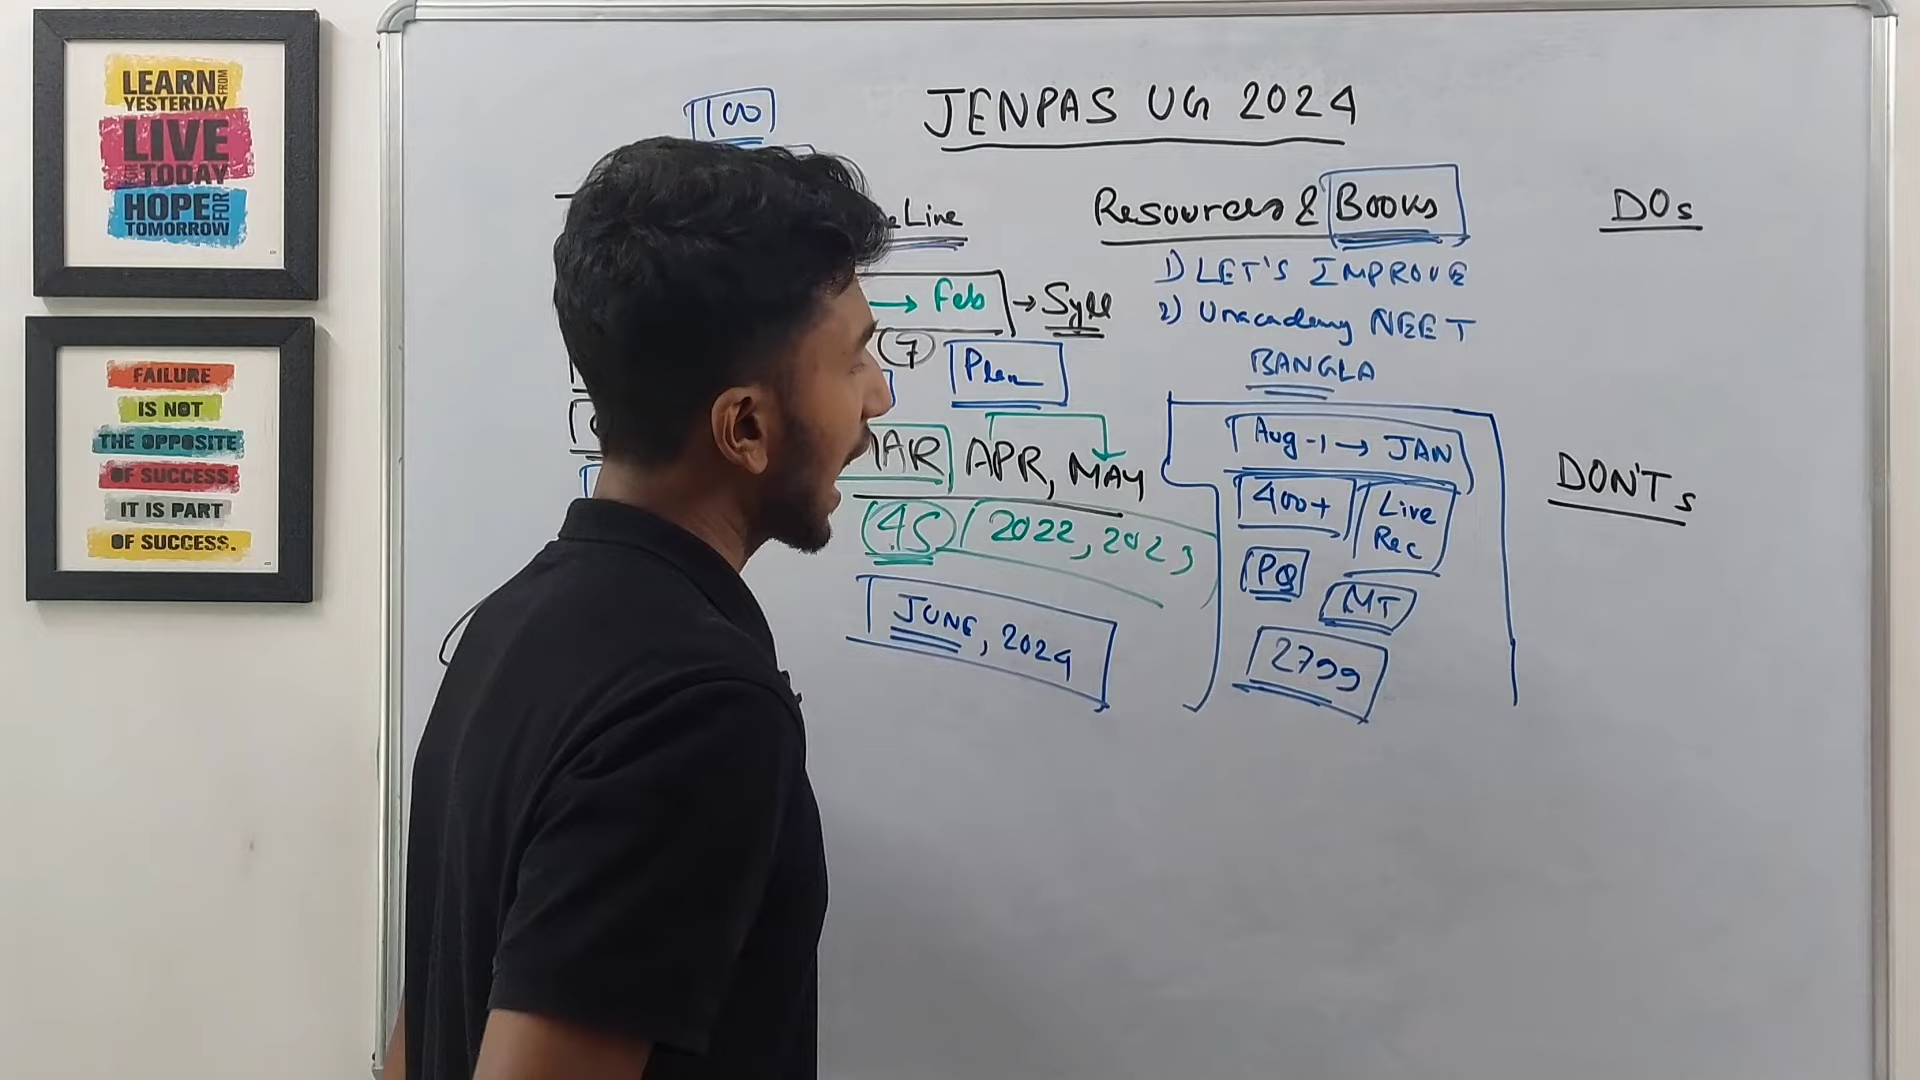 LEARN FROM
YESTERDAY
LIVE
FOR TODAY
HOPE FOR
TOMORROW
FAILURE
IS NOT
THE OPPOSITE
OF SUCCESS.
IT IS PART
OF SUCCESS.
100
JENPAS UG 2024
eLine
→ Feb → Syll
7
Plan
MAR APR, MAY
45 2022, 2023
JUNE, 2024
Resources & Books
1) LET'S IMPROVE
2) Unacademy NEET
BANGLA
Aug-1 → JAN
400+ Live
Rec
PQ
MT
2799
DOs
DON'Ts